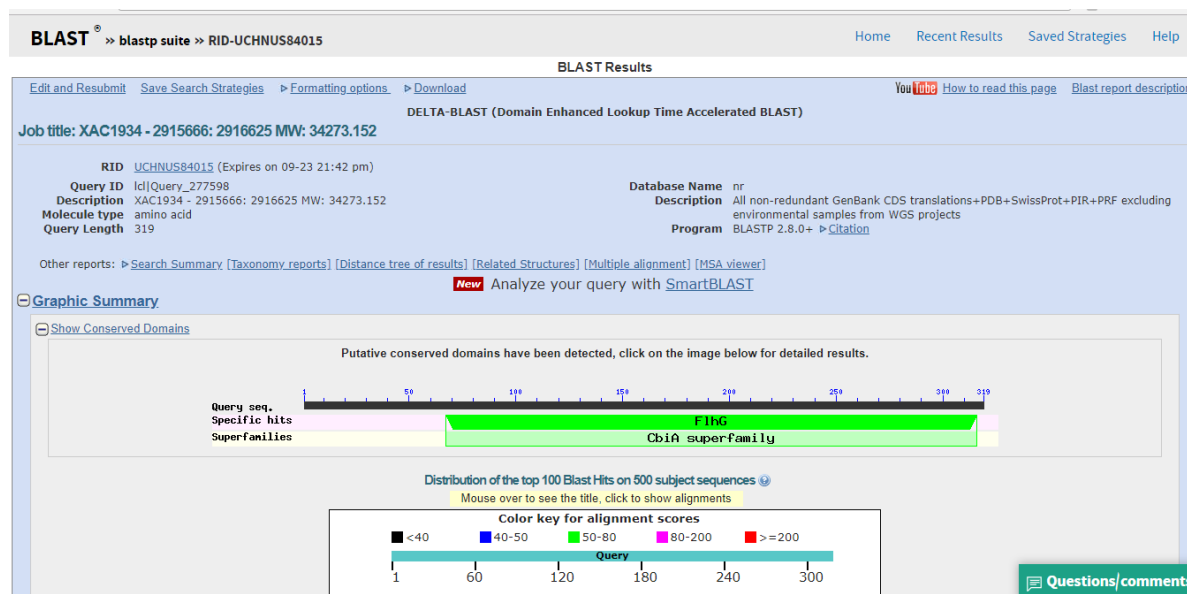 BLAST ® » blastp suite » RID-UCHNUS84015 Home Recent Results Saved Strategies Help
BLAST Results
Edit and Resubmit Save Search Strategies Formatting options Download You Tube How to read this page Blast report description
DELTA-BLAST (Domain Enhanced Lookup Time Accelerated BLAST)
Job title: XAC1934 - 2915666: 2916625 MW: 34273.152
RID UCHNUS84015 (Expires on 09-23 21:42 pm)
Query ID lcl|Query_277598
Description XAC1934 - 2915666: 2916625 MW: 34273.152
Molecule type amino acid
Query Length 319
Database Name nr
Description All non-redundant GenBank CDS translations+PDB+SwissProt+PIR+PRF excluding
environmental samples from WGS projects
Program BLASTP 2.8.0+ Citation
Other reports: Search Summary [Taxonomy reports] [Distance tree of results] [Related Structures] [Multiple alignment] [MSA viewer]
New Analyze your query with SmartBLAST
Graphic Summary
Show Conserved Domains
Putative conserved domains have been detected, click on the image below for detailed results.
1 50 100 150 200 250 300 319
Query seq.
Specific hits FlhG
Superfamilies CbiA superfamily
Distribution of the top 100 Blast Hits on 500 subject sequences
Mouse over to see the title, click to show alignments
Color key for alignment scores
<40 40-50 50-80 80-200 >=200
Query
1 60 120 180 240 300
Questions/comments